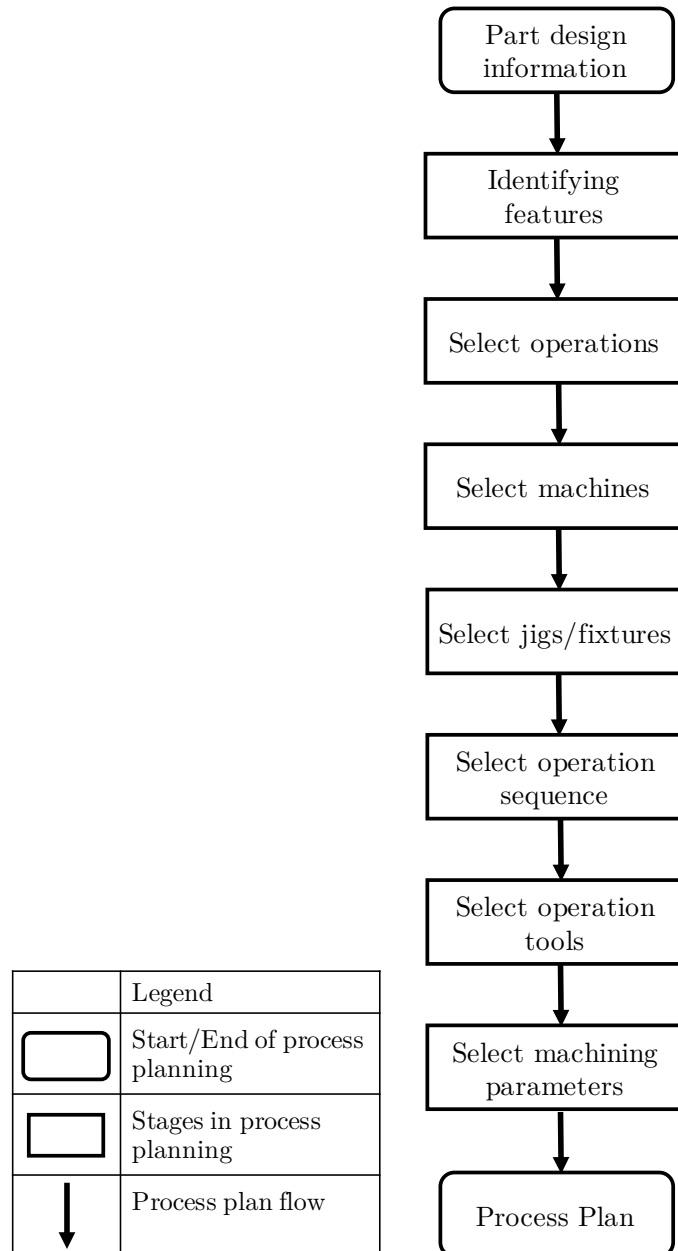 Part design
information
Identifying
features
Select operations
Select machines
Select jigs/fixtures
Select operation
sequence
Select operation
tools
Select machining
parameters
Process Plan
Legend
Start/End of process
planning
Stages in process
planning
Process plan flow